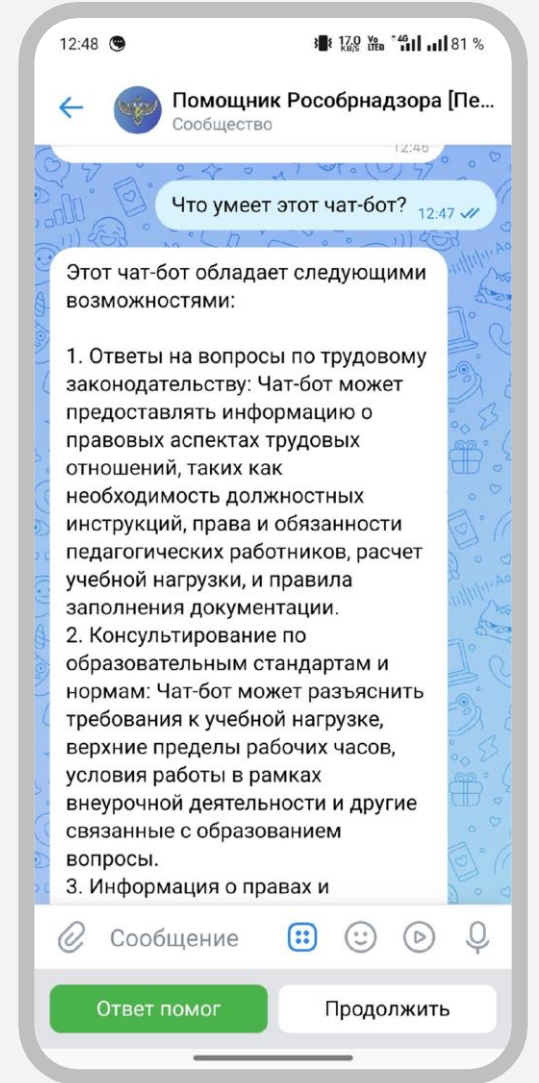 12:48
17,0 KB/S Vo LTED 4G 81 %
Помощник Рособрнадзора [Пе...
Сообщество
12:46
Что умеет этот чат-бот? 12:47
Этот чат-бот обладает следующими
возможностями:
1. Ответы на вопросы по трудовому
законодательству: Чат-бот может
предоставлять информацию о
правовых аспектах трудовых
отношений, таких как
необходимость должностных
инструкций, права и обязанности
педагогических работников, расчет
учебной нагрузки, и правила
заполнения документации.
2. Консультирование по
образовательным стандартам и
нормам: Чат-бот может разъяснить
требования к учебной нагрузке,
верхние пределы рабочих часов,
условия работы в рамках
внеурочной деятельности и другие
связанные с образованием
вопросы.
3. Информация о правах и
Сообщение
Ответ помог Продолжить